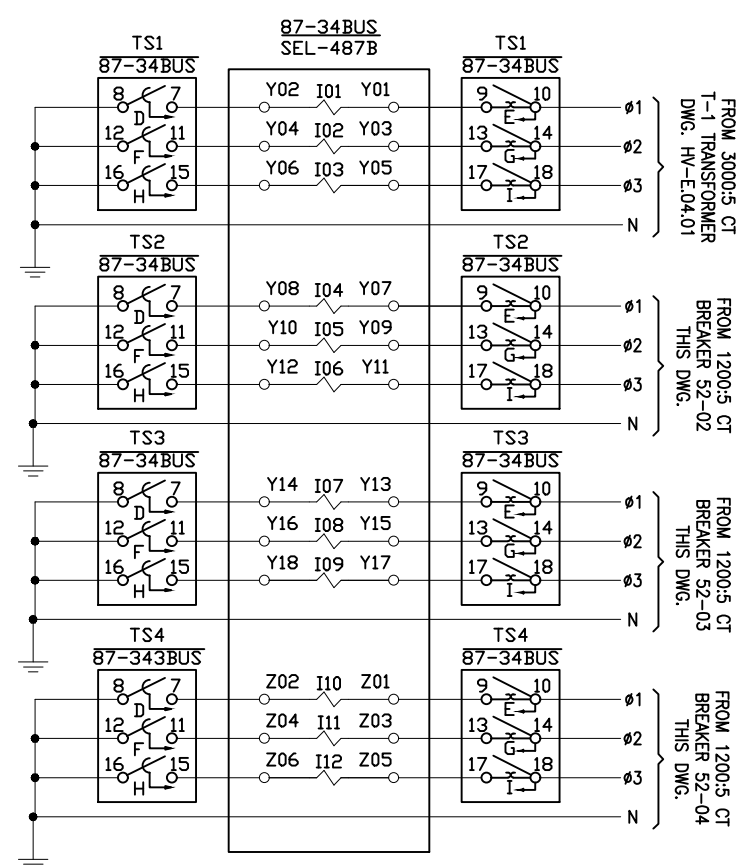 87-34BUS
SEL-487B
TS1
87-34BUS
TS1
87-34BUS
8 7 D Y02 I01 Y01 9 10 E ø1
12 11 F Y04 I02 Y03 13 14 G ø2
16 15 H Y06 I03 Y05 17 18 I ø3
N
FROM 3000:5 CT
T-1 TRANSFORMER
DWG. HV-E.04.01
TS2
87-34BUS
TS2
87-34BUS
8 7 D Y08 I04 Y07 9 10 E ø1
12 11 F Y10 I05 Y09 13 14 G ø2
16 15 H Y12 I06 Y11 17 18 I ø3
N
FROM 1200:5 CT
BREAKER 52-02
THIS DWG.
TS3
87-34BUS
TS3
87-34BUS
8 7 D Y14 I07 Y13 9 10 E ø1
12 11 F Y16 I08 Y15 13 14 G ø2
16 15 H Y18 I09 Y17 17 18 I ø3
N
FROM 1200:5 CT
BREAKER 52-03
THIS DWG.
TS4
87-343BUS
TS4
87-34BUS
8 7 D Z02 I10 Z01 9 10 E ø1
12 11 F Z04 I11 Z03 13 14 G ø2
16 15 H Z06 I12 Z05 17 18 I ø3
N
FROM 1200:5 CT
BREAKER 52-04
THIS DWG.